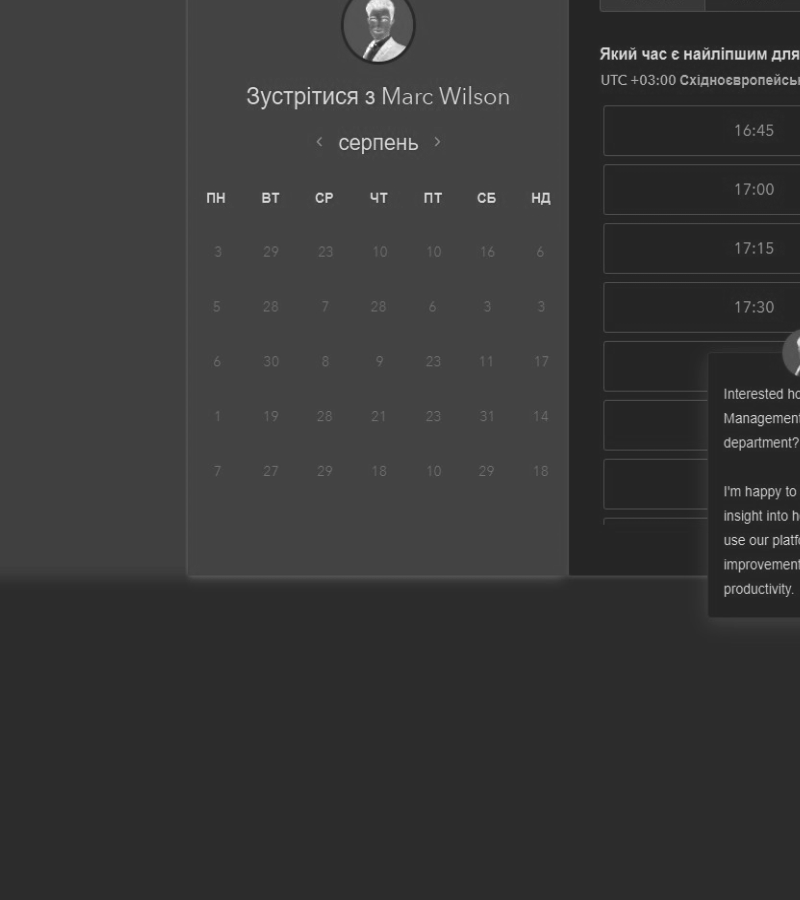 Зустрітися з Marc Wilson
‹ серпень ›
ПН ВТ СР ЧТ ПТ СБ НД
3 29 23 10 10 16 6
5 28 7 28 6 3 3
6 30 8 9 23 11 17
1 19 28 21 23 31 14
7 27 29 18 10 29 18
Який час є найліпшим для
UTC +03:00 Східноєвропейсь
16:45
17:00
17:15
17:30
Interested ho
Management
department?
I'm happy to
insight into h
use our platf
improvement
productivity.